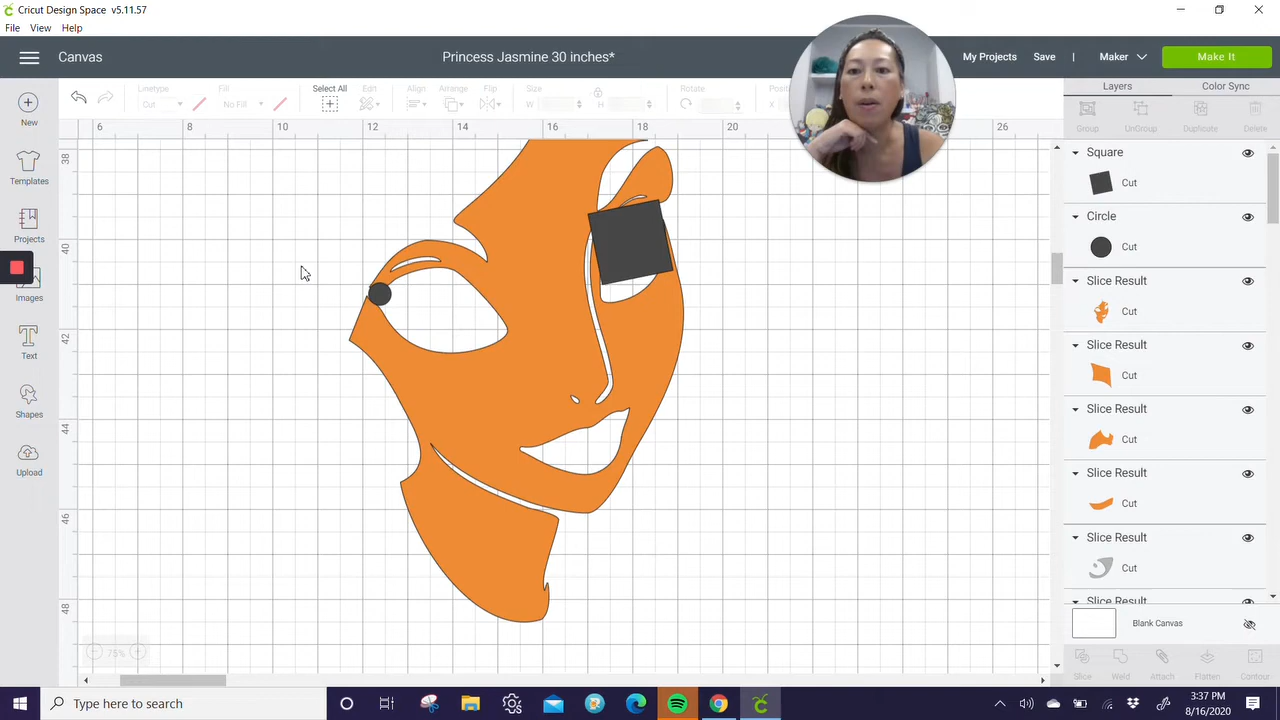 Cricut Design Space v5.11.57
File View Help
Canvas
Princess Jasmine 30 inches*
My Projects Save | Maker Make It
Linetype
Cut
Fill
No Fill
Select All
Edit
Align
Arrange
Flip
Size
W
H
Rotate
X
Layers Color Sync
Group UnGroup Duplicate Delete
New
Templates
Projects
Images
Text
Shapes
Upload
6 8 10 12 14 16 18 20 26
38
40
42
44
46
48
75%
Square
Cut
Circle
Cut
Slice Result
Cut
Slice Result
Cut
Slice Result
Cut
Slice Result
Cut
Slice Result
Cut
Slice Result
Blank Canvas
Slice Weld Attach Flatten Contour
Type here to search
3:37 PM
8/16/2020